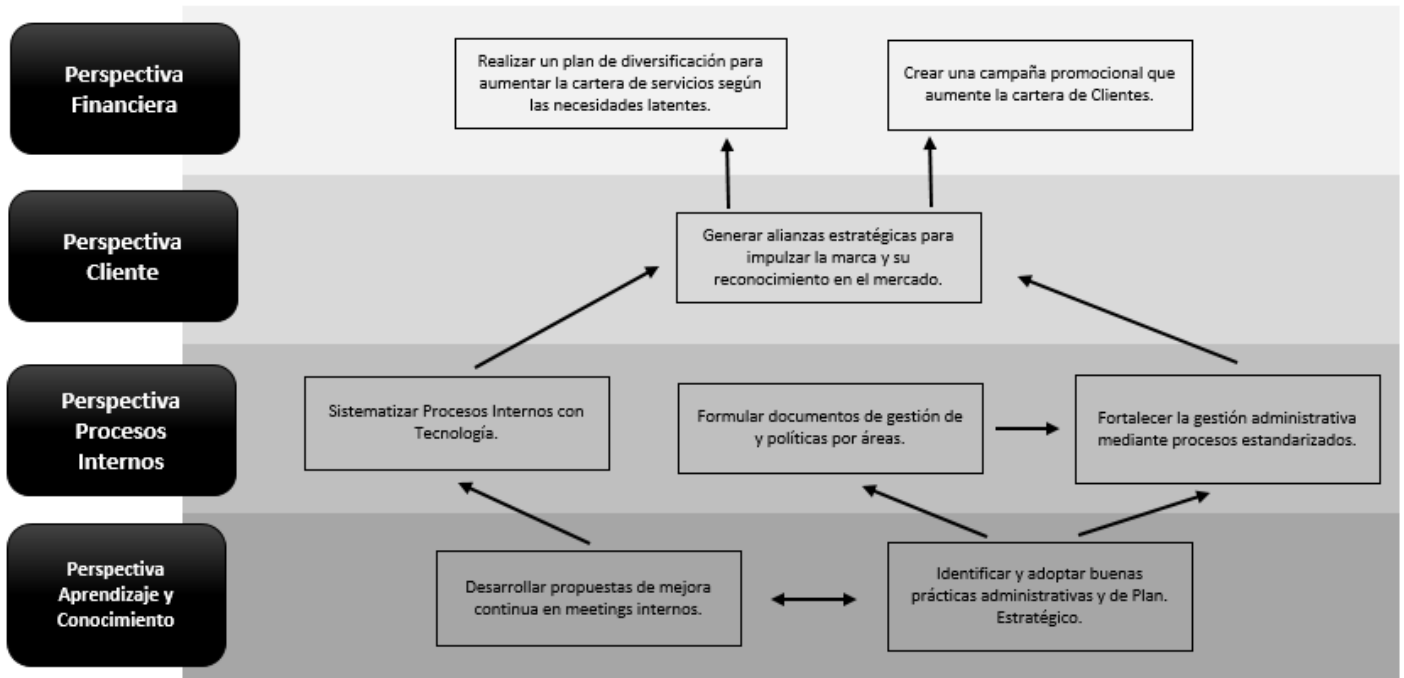 Perspectiva
Financiera
Realizar un plan de diversificación para
aumentar la cartera de servicios según
las necesidades latentes.
Crear una campaña promocional que
aumente la cartera de Clientes.
Perspectiva
Cliente
Generar alianzas estratégicas para
impulzar la marca y su
reconocimiento en el mercado.
Perspectiva
Procesos
Internos
Sistematizar Procesos Internos con
Tecnología.
Formular documentos de gestión de
y políticas por áreas.
Fortalecer la gestión administrativa
mediante procesos estandarizados.
Perspectiva
Aprendizaje y
Conocimiento
Desarrollar propuestas de mejora
continua en meetings internos.
Identificar y adoptar buenas
prácticas administrativas y de Plan.
Estratégico.